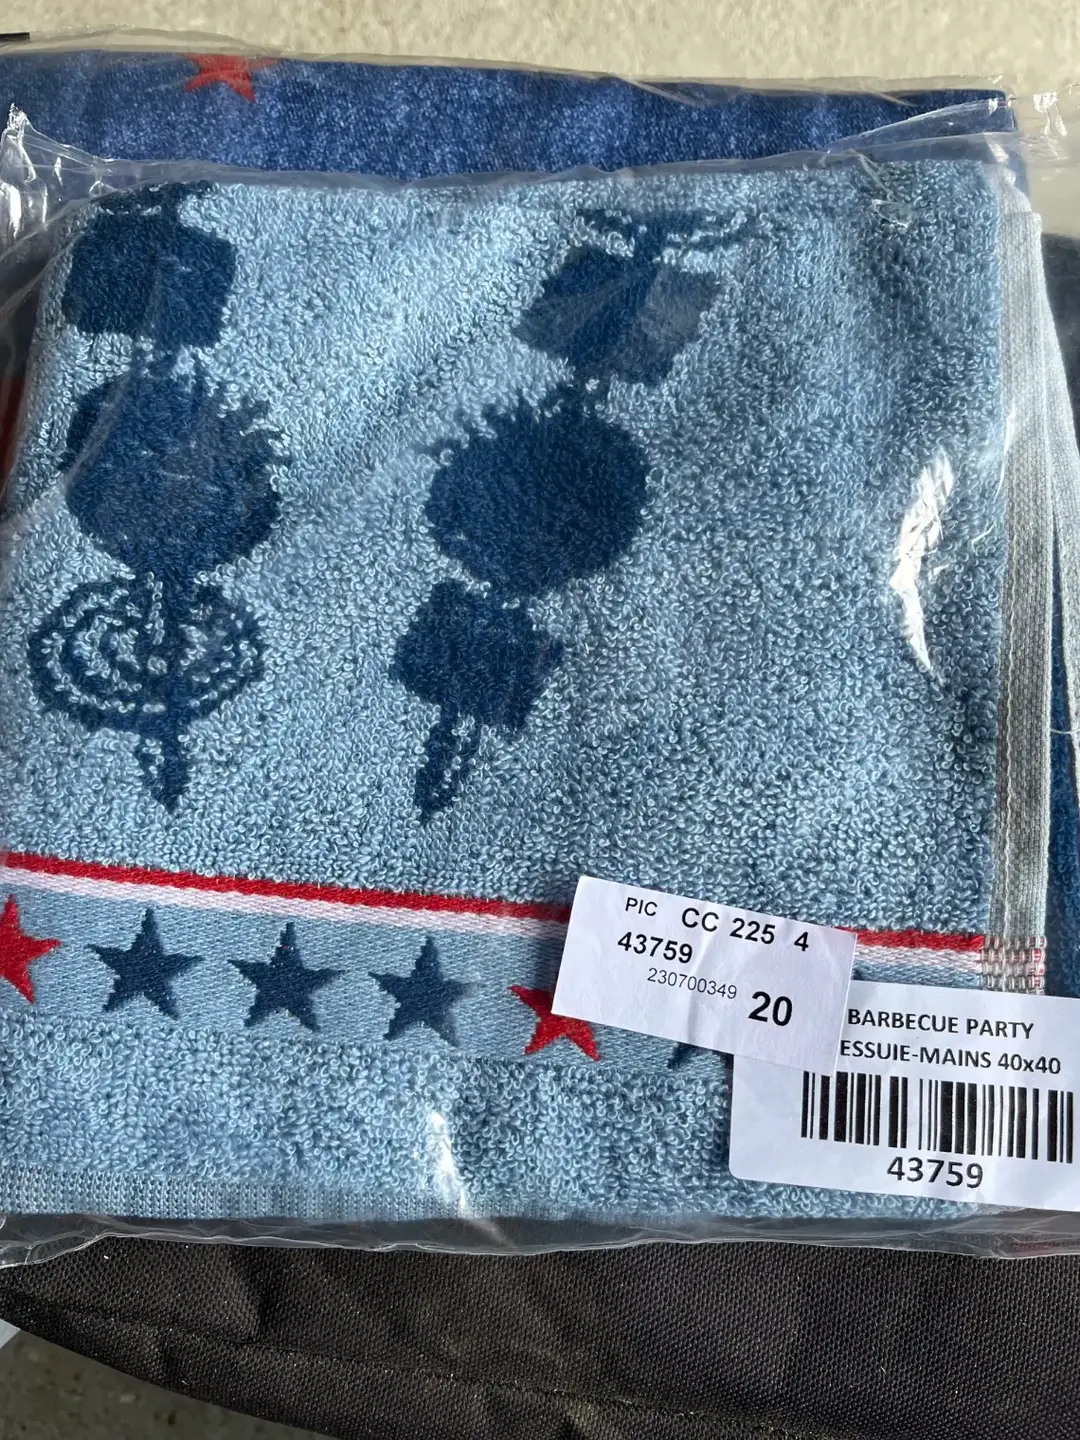 PIC CC 225 4
43759
230700349 20
BARBECUE PARTY
ESSUIE-MAINS 40x40
43759